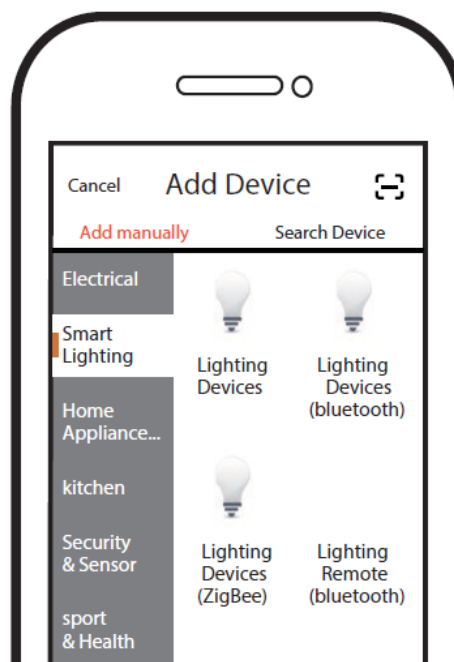 Cancel Add Device
Add manually Search Device
Electrical
Smart
Lighting
Home
Appliance...
kitchen
Security
& Sensor
sport
& Health
Lighting
Devices
Lighting
Devices
(bluetooth)
Lighting
Devices
(ZigBee)
Lighting
Remote
(bluetooth)